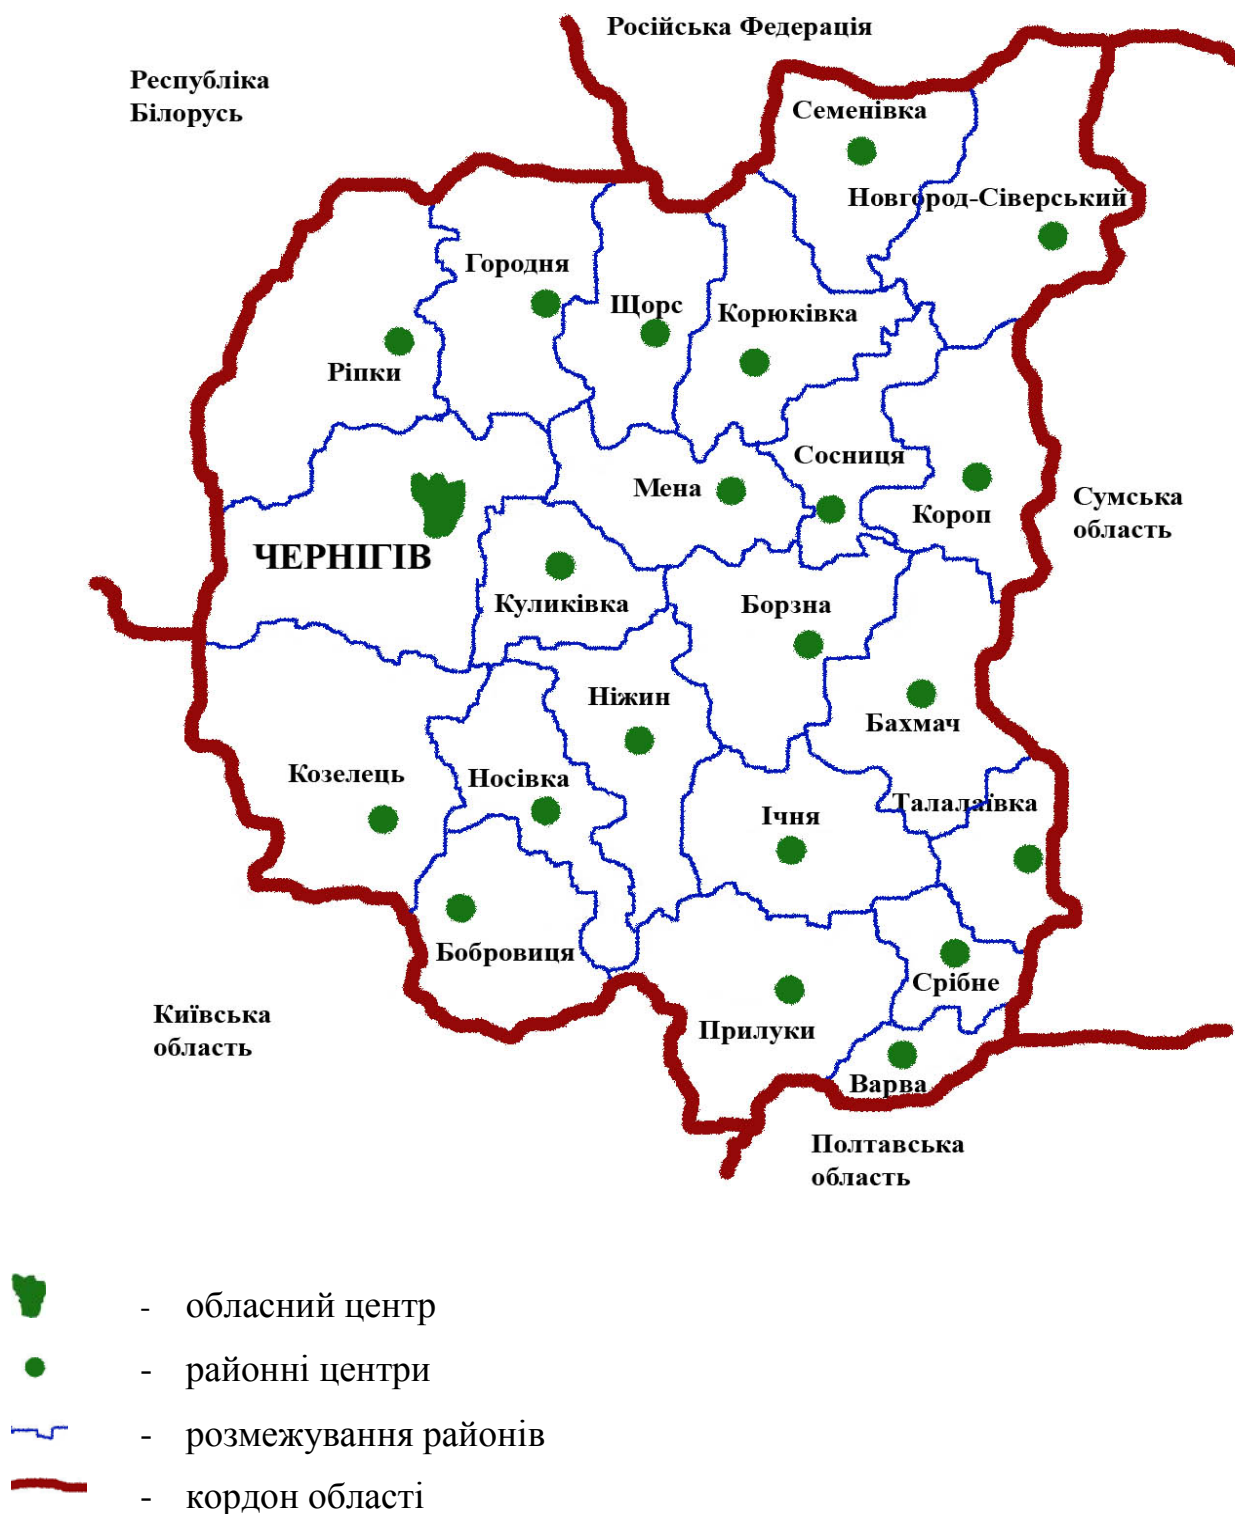 Російська Федерація
Республіка
Білорусь
Семенівка
Новгород-Сіверський
Городня
Щорс
Корюківка
Ріпки
Сосниця
Мена
Короп
Сумська
область
ЧЕРНІГІВ
Куликівка
Борзна
Ніжин
Бахмач
Козелець
Носівка
Ічня
Талалаївка
Бобровиця
Срібне
Київська
область
Прилуки
Варва
Полтавська
область
- обласний центр
- районні центри
- розмежування районів
- кордон області